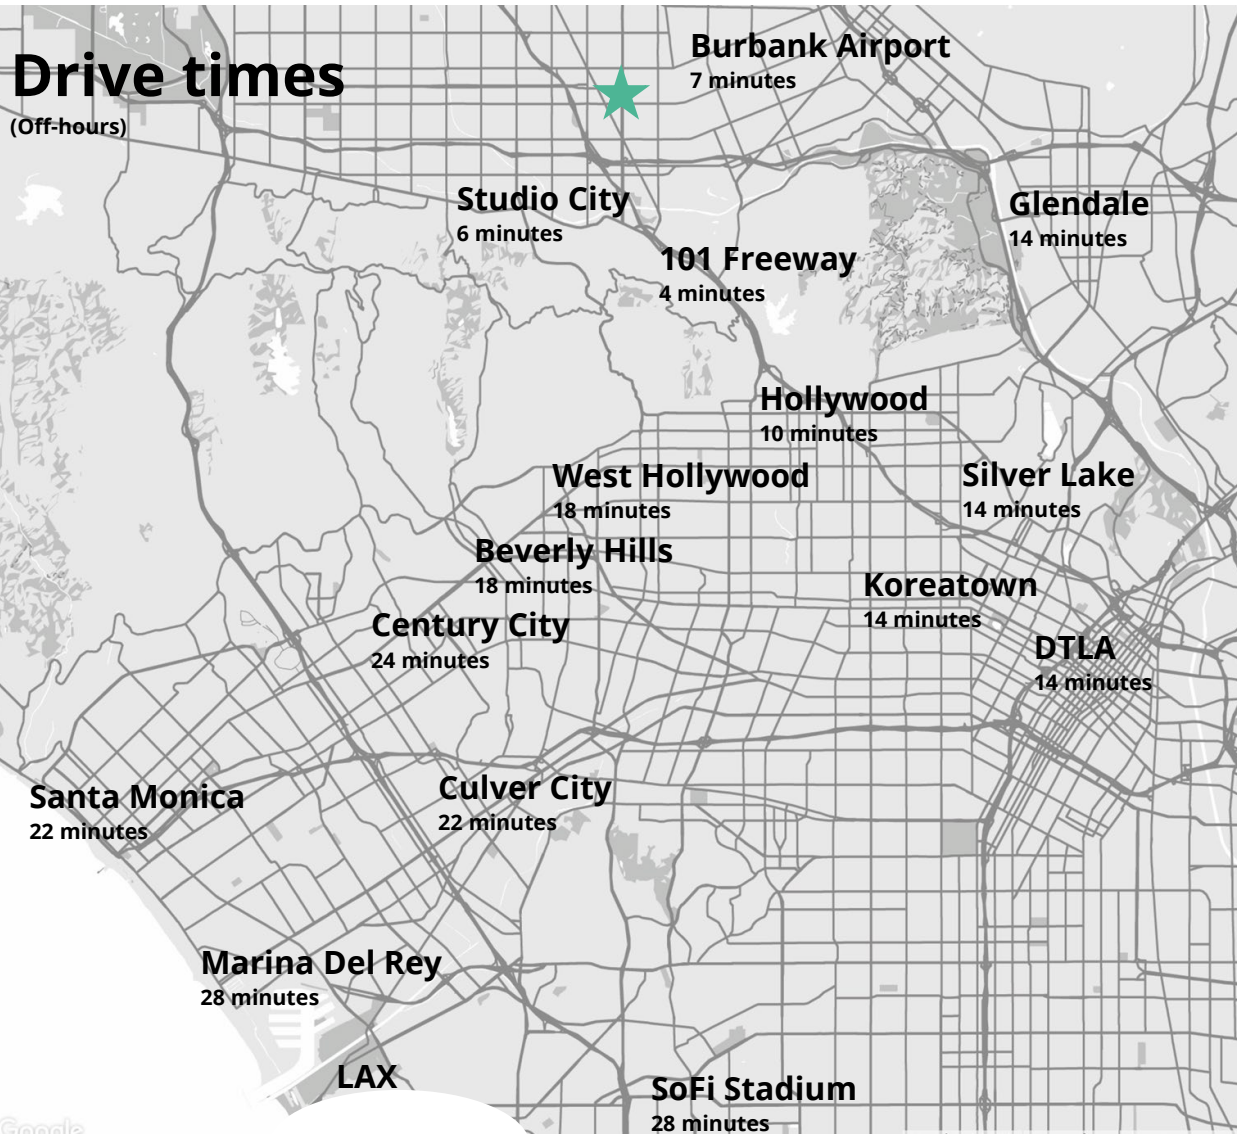 Drive times
(Off-hours)
Burbank Airport
7 minutes
Studio City
6 minutes
Glendale
14 minutes
101 Freeway
4 minutes
Hollywood
10 minutes
West Hollywood
18 minutes
Silver Lake
14 minutes
Beverly Hills
18 minutes
Koreatown
14 minutes
Century City
24 minutes
DTLA
14 minutes
Santa Monica
22 minutes
Culver City
22 minutes
Marina Del Rey
28 minutes
LAX
SoFi Stadium
28 minutes
Google